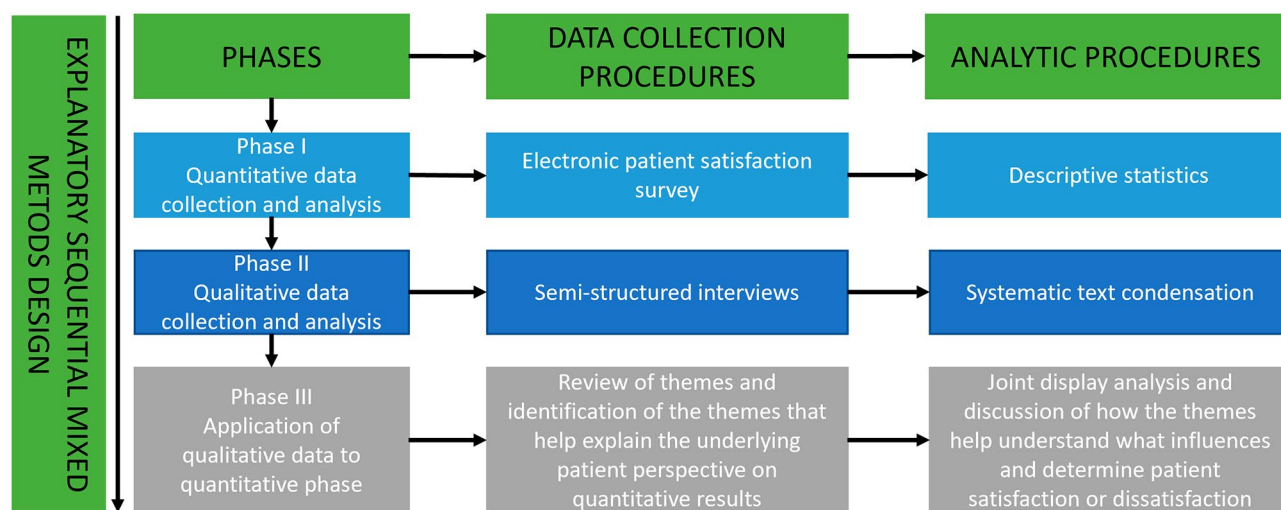 EXPLANATORY SEQUENTIAL MIXED
METODS DESIGN
PHASES
DATA COLLECTION
PROCEDURES
ANALYTIC PROCEDURES
Phase I
Quantitative data
collection and analysis
Electronic patient satisfaction
survey
Descriptive statistics
Phase II
Qualitative data
collection and analysis
Semi-structured interviews
Systematic text condensation
Phase III
Application of
qualitative data to
quantitative phase
Review of themes and
identification of the themes that
help explain the underlying
patient perspective on
quantitative results
Joint display analysis and
discussion of how the themes
help understand what influences
and determine patient
satisfaction or dissatisfaction